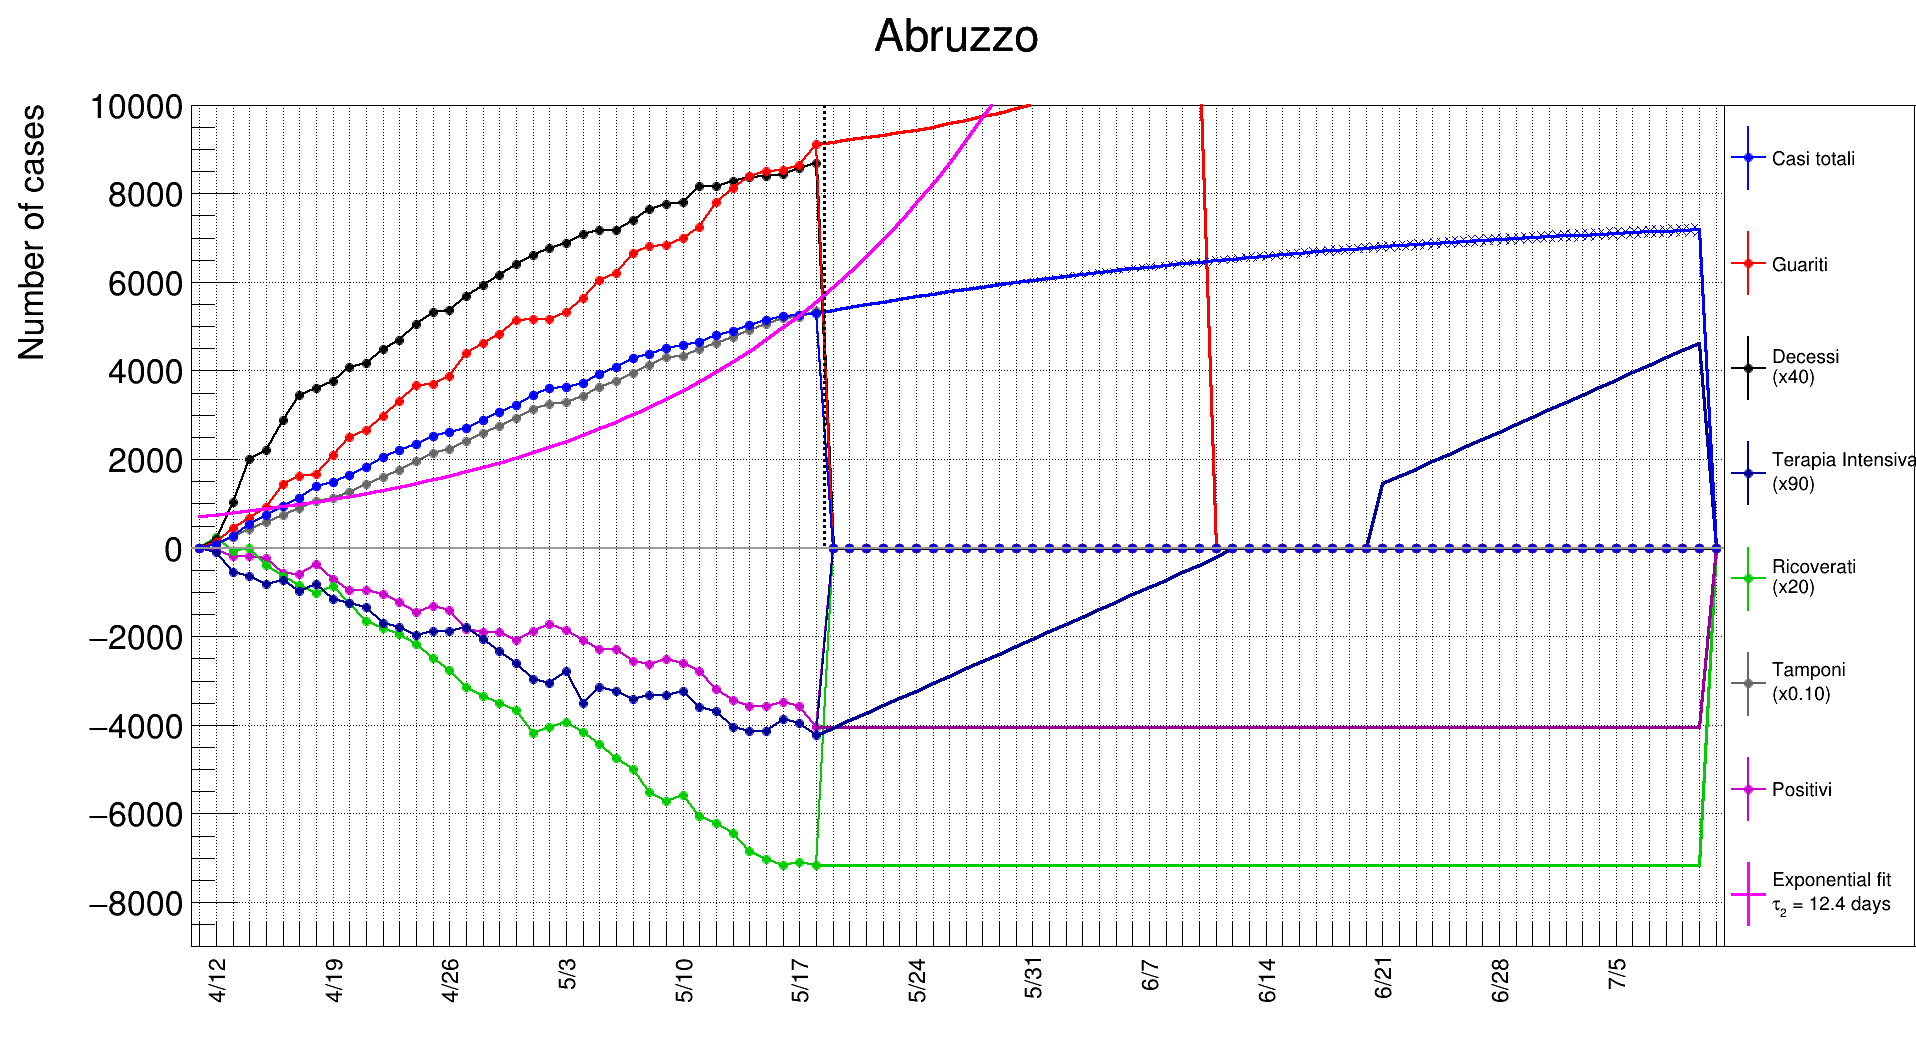 Abruzzo
Number of cases
10000
8000
6000
4000
2000
0
−2000
−4000
−6000
−8000
4/12
4/19
4/26
5/3
5/10
5/17
5/24
5/31
6/7
6/14
6/21
6/28
7/5
Casi totali
Guariti
Decessi
(x40)
Terapia Intensiva
(x90)
Ricoverati
(x20)
Tamponi
(x0.10)
Positivi
Exponential fit
τ2 = 12.4 days